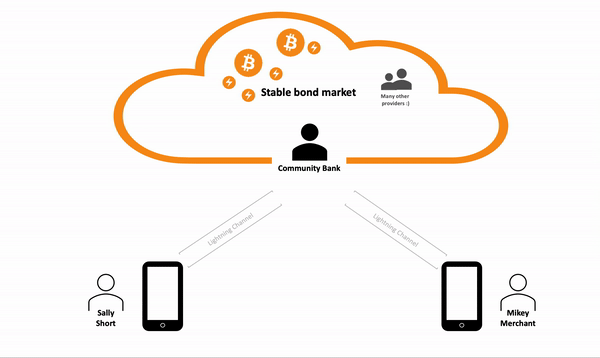 Stable bond market
Many other
providers :)
Community Bank
Lightning Channel
Lightning Channel
Sally
Short
Mikey
Merchant